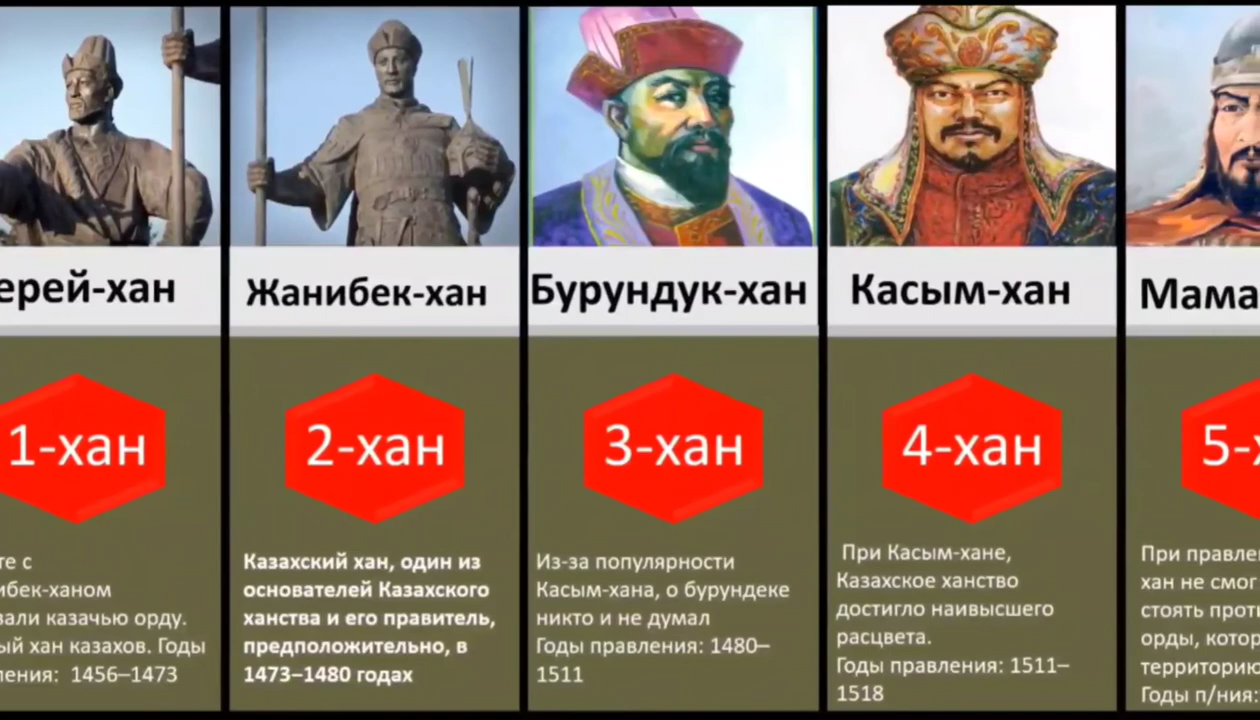 ерей-хан
1-хан
те с
ибек-ханом
вали казачью орду.
ый хан казахов. Годы
ления: 1456–1473
Жанибек-хан
2-хан
Казахский хан, один из
основателей Казахского
ханства и его правитель,
предположительно, в
1473–1480 годах
Бурундук-хан
3-хан
Из-за популярности
Касым-хана, о бурундеке
никто и не думал
Годы правления: 1480–
1511
Касым-хан
4-хан
При Касым-хане,
Казахское ханство
достигло наивысшего
расцвета.
Годы правления: 1511–
1518
Мама
5-х
При правле
хан не смог
стоять прот
орды, котор
территорию
Годы п/ния: